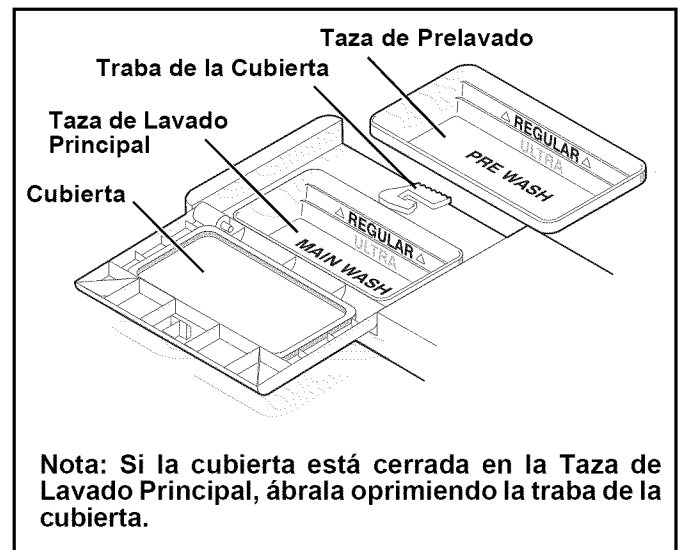 Taza de Prelavado
Traba de la Cubierta
Taza de Lavado
Principal
Cubierta
△ REGULAR △
ULTRA
PRE WASH
△ REGULAR △
ULTRA
MAIN WASH
Nota: Si la cubierta está cerrada en la Taza de
Lavado Principal, ábrala oprimiendo la traba de la
cubierta.